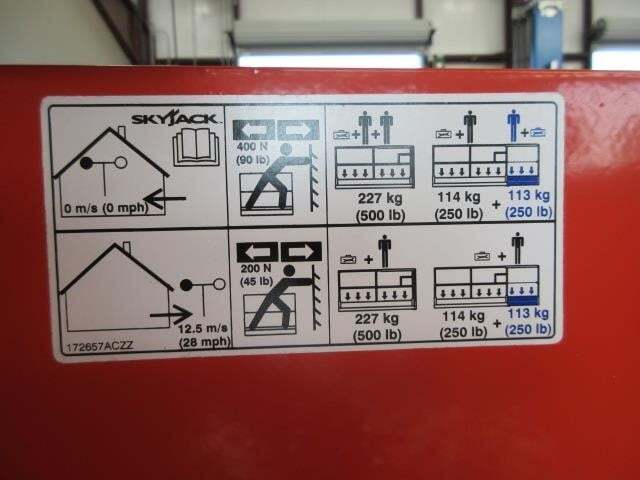 SKYJACK
0 m/s (0 mph)
400 N
(90 lb)
227 kg
(500 lb)
114 kg
(250 lb)
+
113 kg
(250 lb)
12.5 m/s
(28 mph)
172657ACZZ
200 N
(45 lb)
227 kg
(500 lb)
114 kg
(250 lb)
+
113 kg
(250 lb)